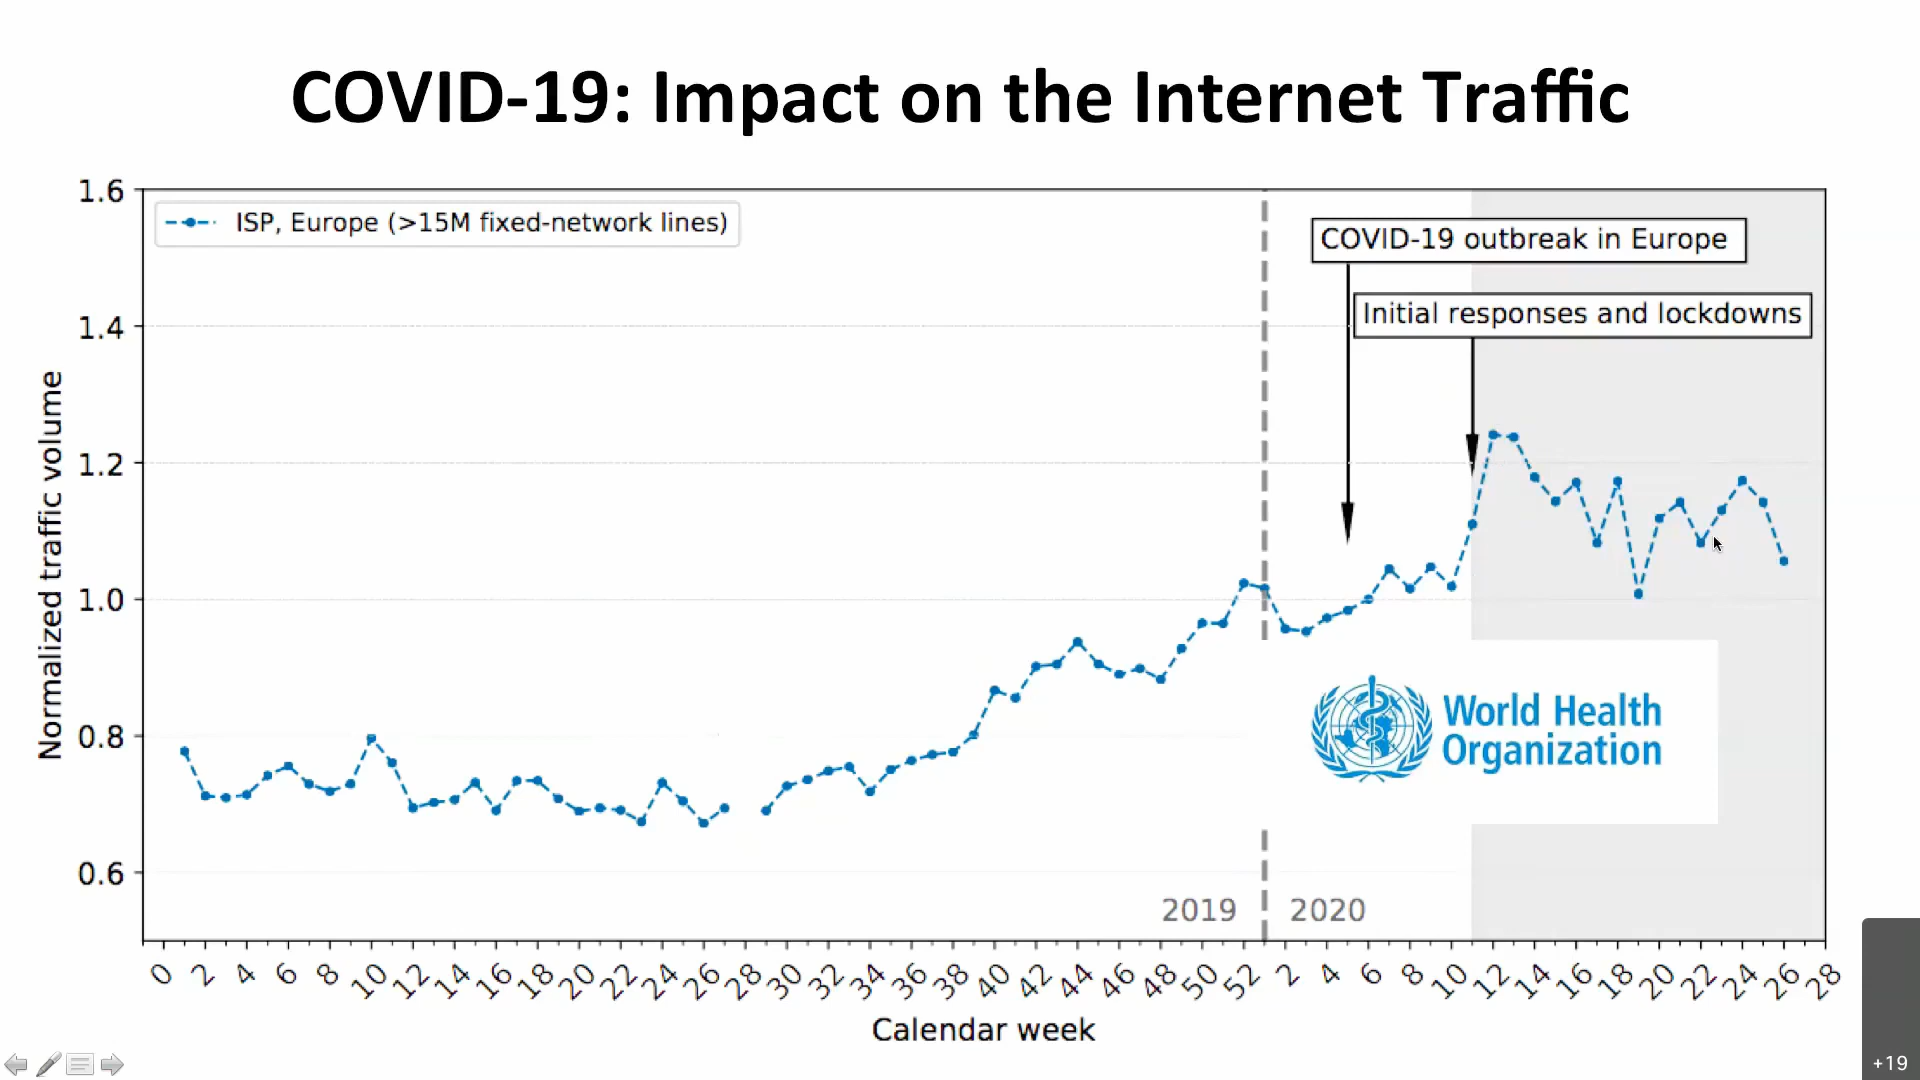 COVID-19: Impact on the Internet Traffic
1.6
1.4
1.2
1.0
0.8
0.6
Normalized traffic volume
ISP, Europe (>15M fixed-network lines)
COVID-19 outbreak in Europe
Initial responses and lockdowns
World Health
Organization
2019 2020
0 2 4 6 8 10 12 14 16 18 20 22 24 26 28 30 32 34 36 38 40 42 44 46 48 50 52 2 4 6 8 10 12 14 16 18 20 22 24 26 28
Calendar week
+19